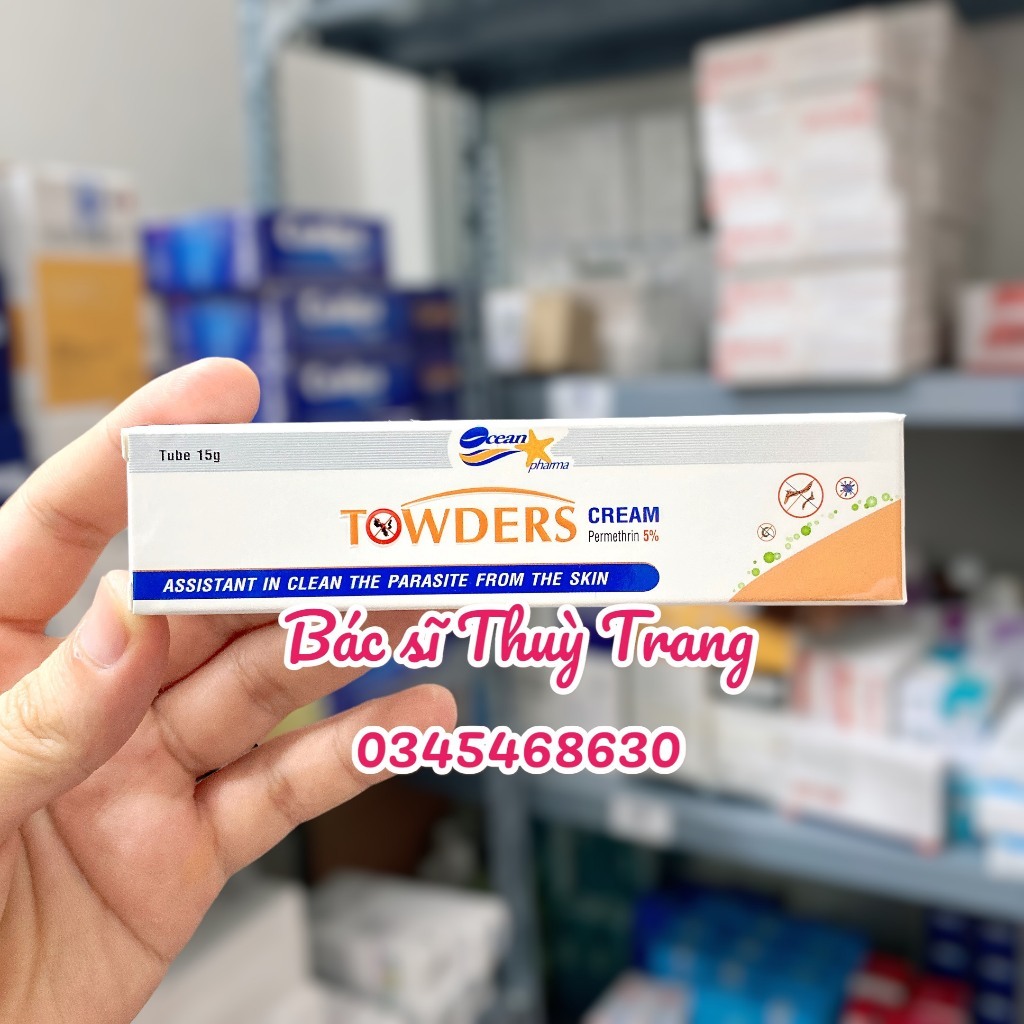 Tube 15g
Ocean
pharma
TOWDERS CREAM
Permethrin 5%
ASSISTANT IN CLEAN THE PARASITE FROM THE SKIN
Bác sĩ Thuỳ Trang
0345468630